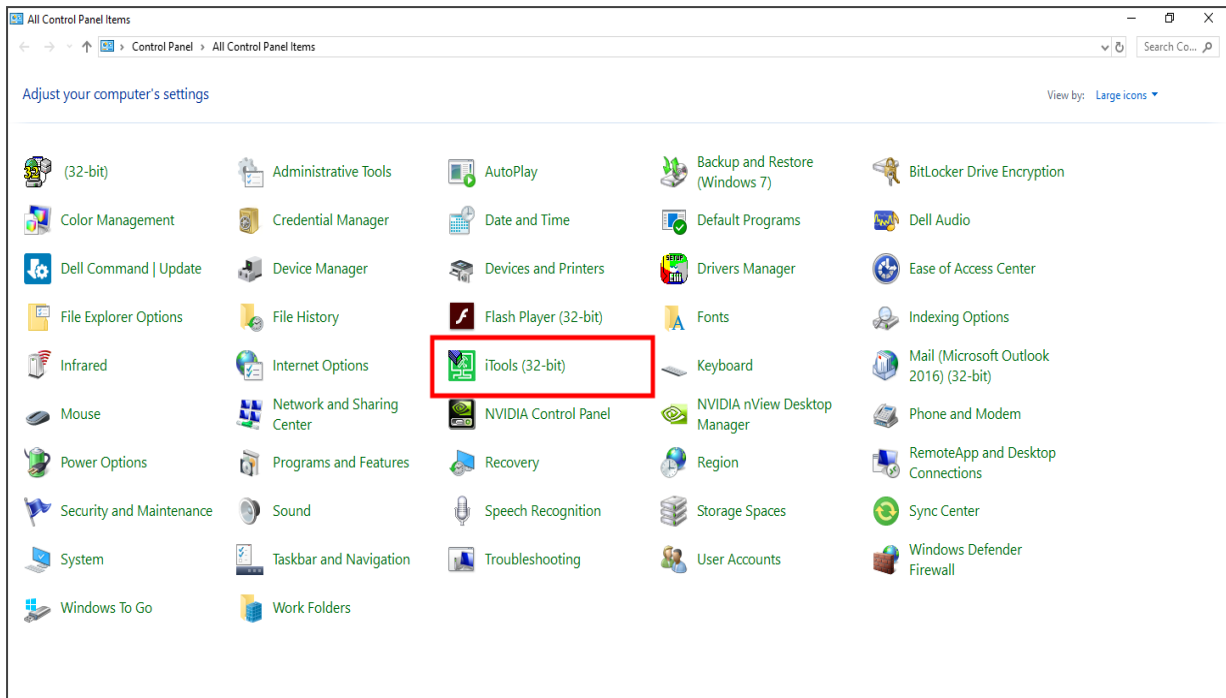 All Control Panel Items
Control Panel > All Control Panel Items
Search Co...
Adjust your computer's settings
View by: Large icons
(32-bit)
Administrative Tools
AutoPlay
Backup and Restore
(Windows 7)
BitLocker Drive Encryption
Color Management
Credential Manager
Date and Time
Default Programs
Dell Audio
Dell Command | Update
Device Manager
Devices and Printers
Drivers Manager
Ease of Access Center
File Explorer Options
File History
Flash Player (32-bit)
Fonts
Indexing Options
Infrared
Internet Options
iTools (32-bit)
Keyboard
Mail (Microsoft Outlook
2016) (32-bit)
Mouse
Network and Sharing
Center
NVIDIA Control Panel
NVIDIA nView Desktop
Manager
Phone and Modem
Power Options
Programs and Features
Recovery
Region
RemoteApp and Desktop
Connections
Security and Maintenance
Sound
Speech Recognition
Storage Spaces
Sync Center
System
Taskbar and Navigation
Troubleshooting
User Accounts
Windows Defender
Firewall
Windows To Go
Work Folders